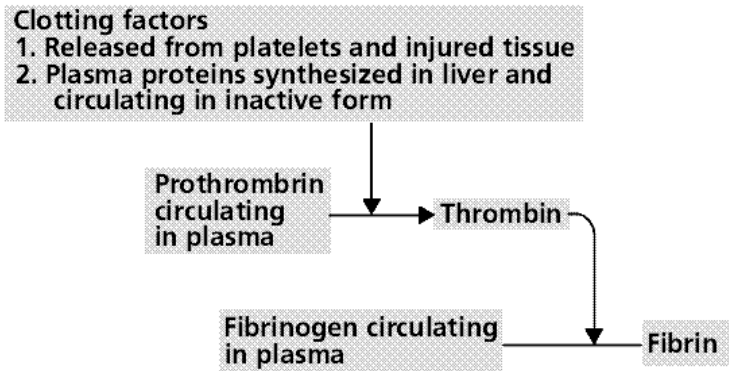 Clotting factors
1. Released from platelets and injured tissue
2. Plasma proteins synthesized in liver and
circulating in inactive form
Prothrombrin
circulating
in plasma
Thrombin
Fibrinogen circulating
in plasma
Fibrin